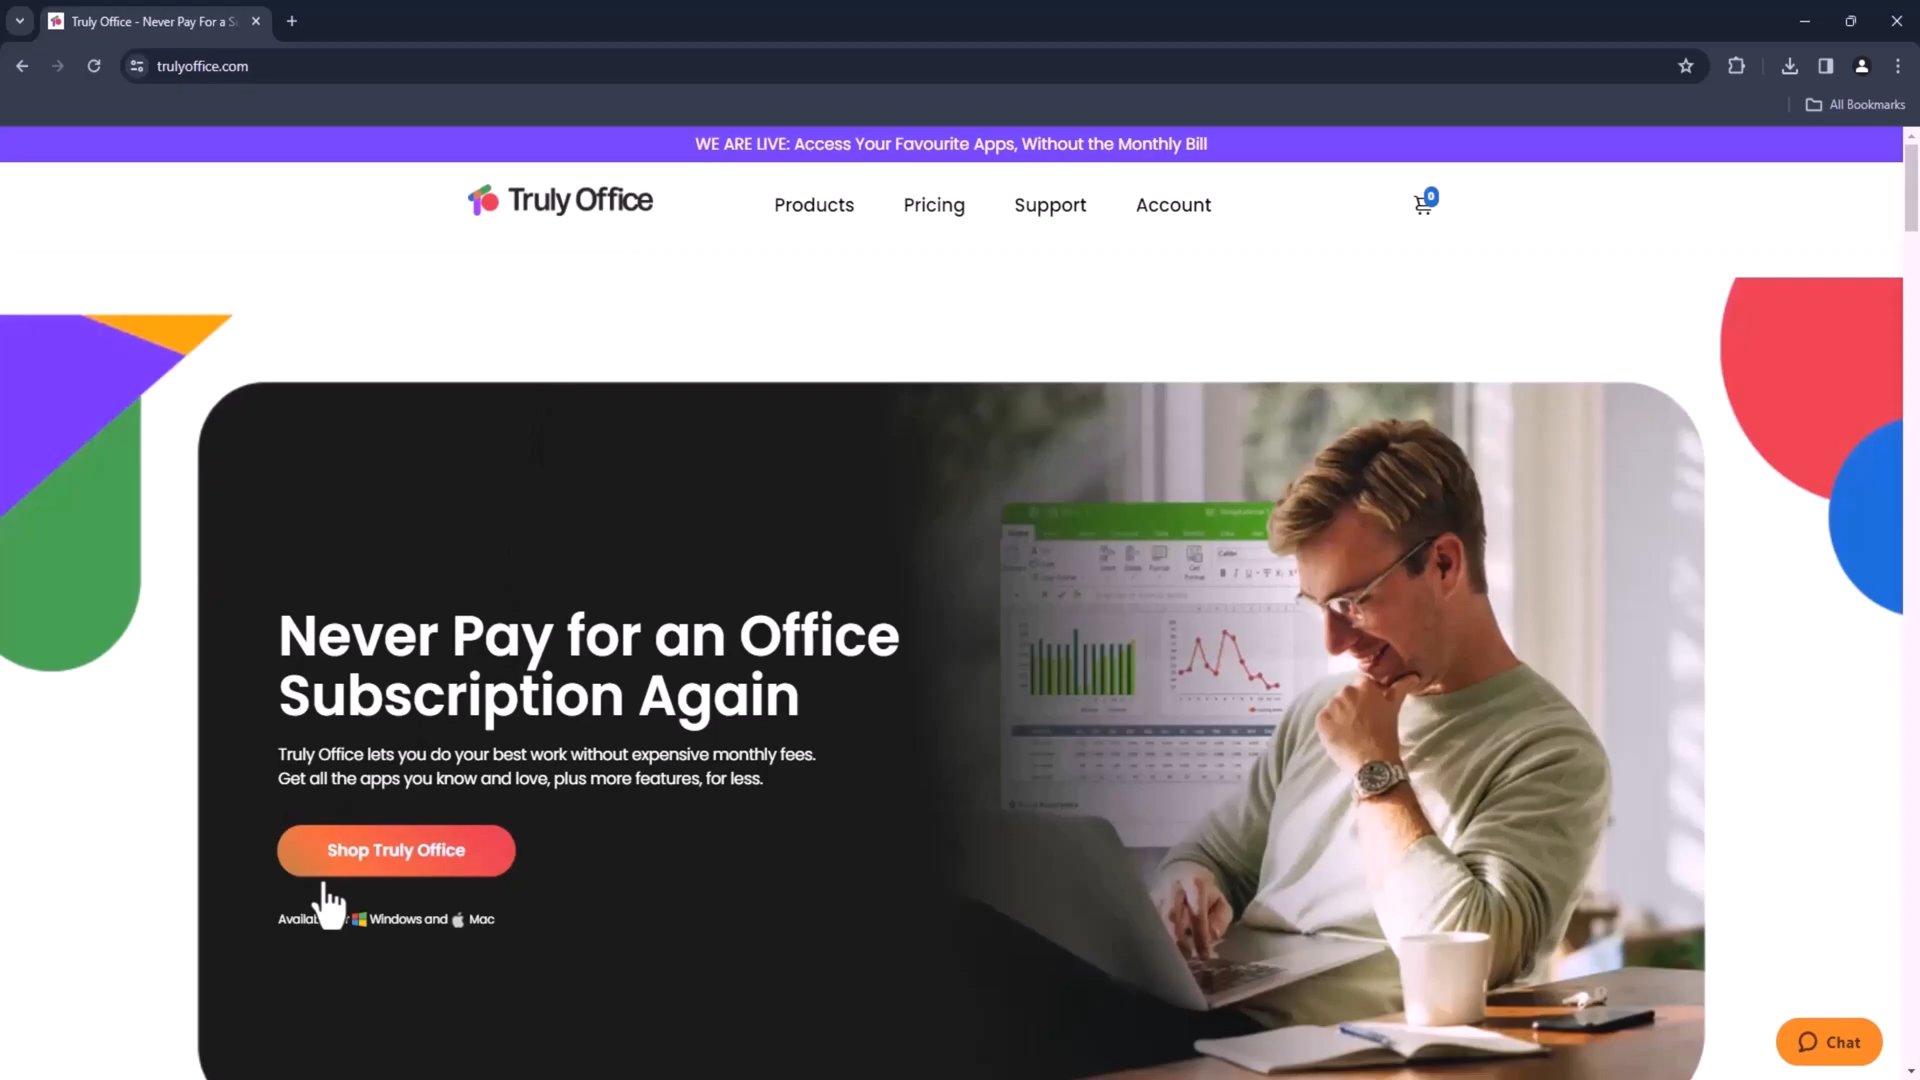 Truly Office - Never Pay For a S
trulyoffice.com
All Bookmarks
WE ARE LIVE: Access Your Favourite Apps, Without the Monthly Bill
Truly Office
Products
Pricing
Support
Account
0
Never Pay for an Office
Subscription Again
Truly Office lets you do your best work without expensive monthly fees.
Get all the apps you know and love, plus more features, for less.
Shop Truly Office
Windows and Mac
Chat